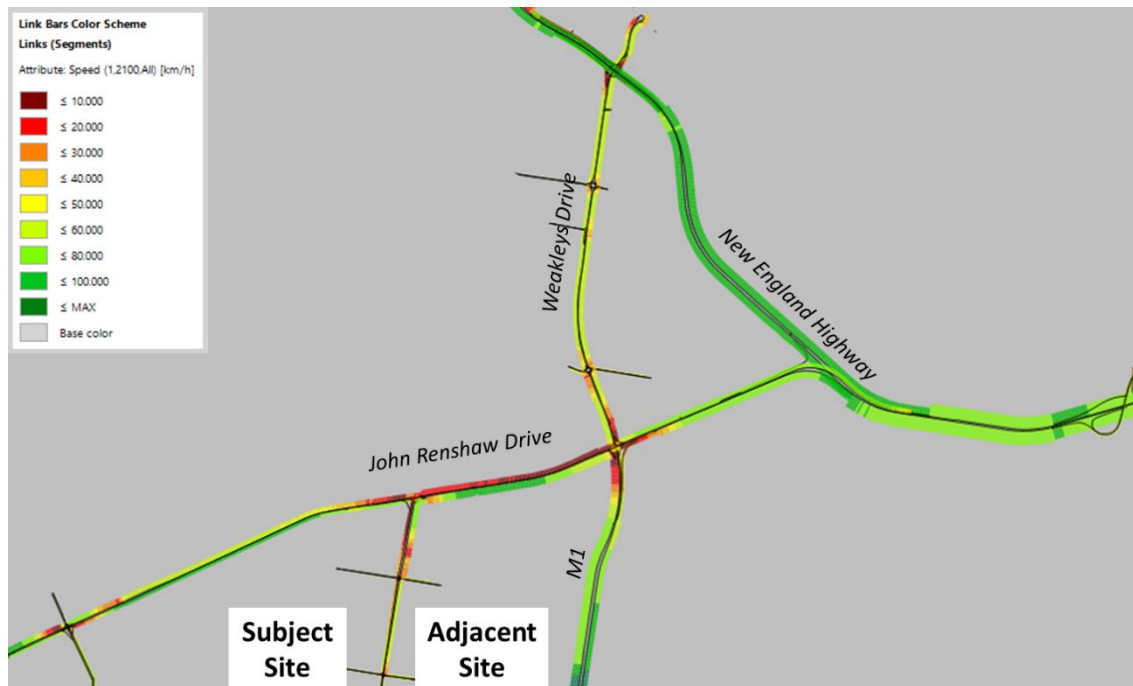 Link Bars Color Scheme
Links (Segments)
Attribute: Speed (1,2100,All) [km/h]
≤ 10.000
≤ 20.000
≤ 30.000
≤ 40.000
≤ 50.000
≤ 60.000
≤ 80.000
≤ 100.000
≤ MAX
Base color
Weakleys Drive
New England Highway
John Renshaw Drive
M1
Subject
Site
Adjacent
Site